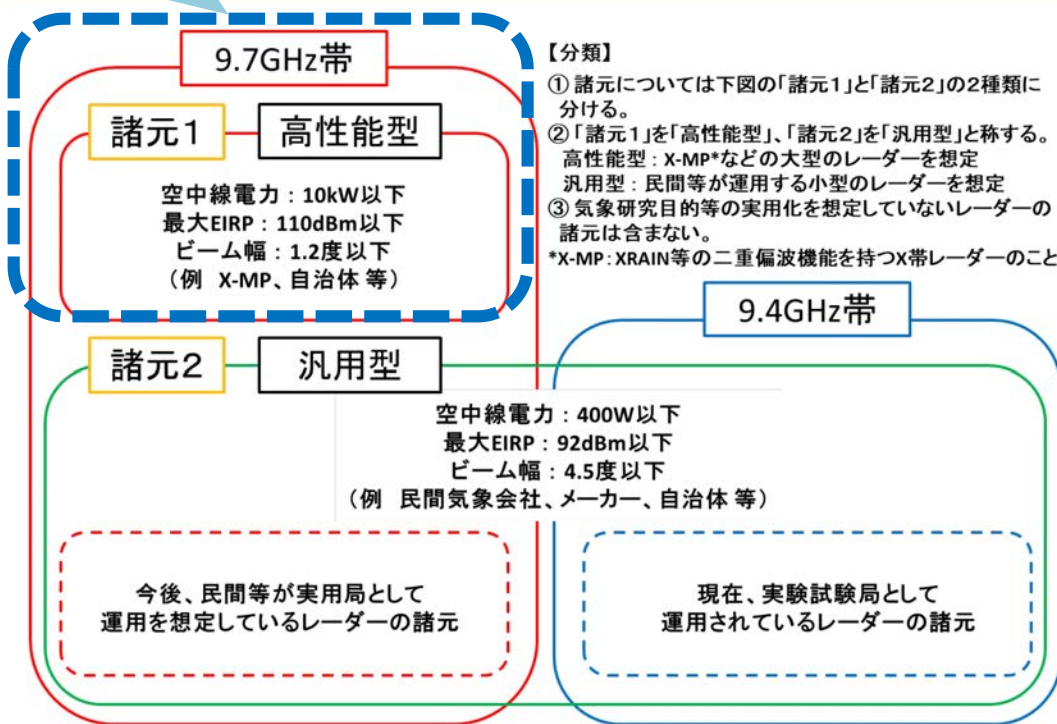 9.7GHz帯
諸元1
高性能型
空中線電力：10kW以下
最大EIRP：110dBm以下
ビーム幅：1.2度以下
（例 X-MP、自治体 等）
【分類】
① 諸元については下図の「諸元1」と「諸元2」の2種類に
分ける。
②「諸元1」を「高性能型」、「諸元2」を「汎用型」と称する。
高性能型：X-MP*などの大型のレーダーを想定
汎用型：民間等が運用する小型のレーダーを想定
③ 気象研究目的等の実用化を想定していないレーダーの
諸元は含まない。
*X-MP：XRAIN等の二重偏波機能を持つX帯レーダーのこと
9.4GHz帯
諸元2
汎用型
空中線電力：400W以下
最大EIRP：92dBm以下
ビーム幅：4.5度以下
（例 民間気象会社、メーカー、自治体 等）
今後、民間等が実用局として
運用を想定しているレーダーの諸元
現在、実験試験局として
運用されているレーダーの諸元